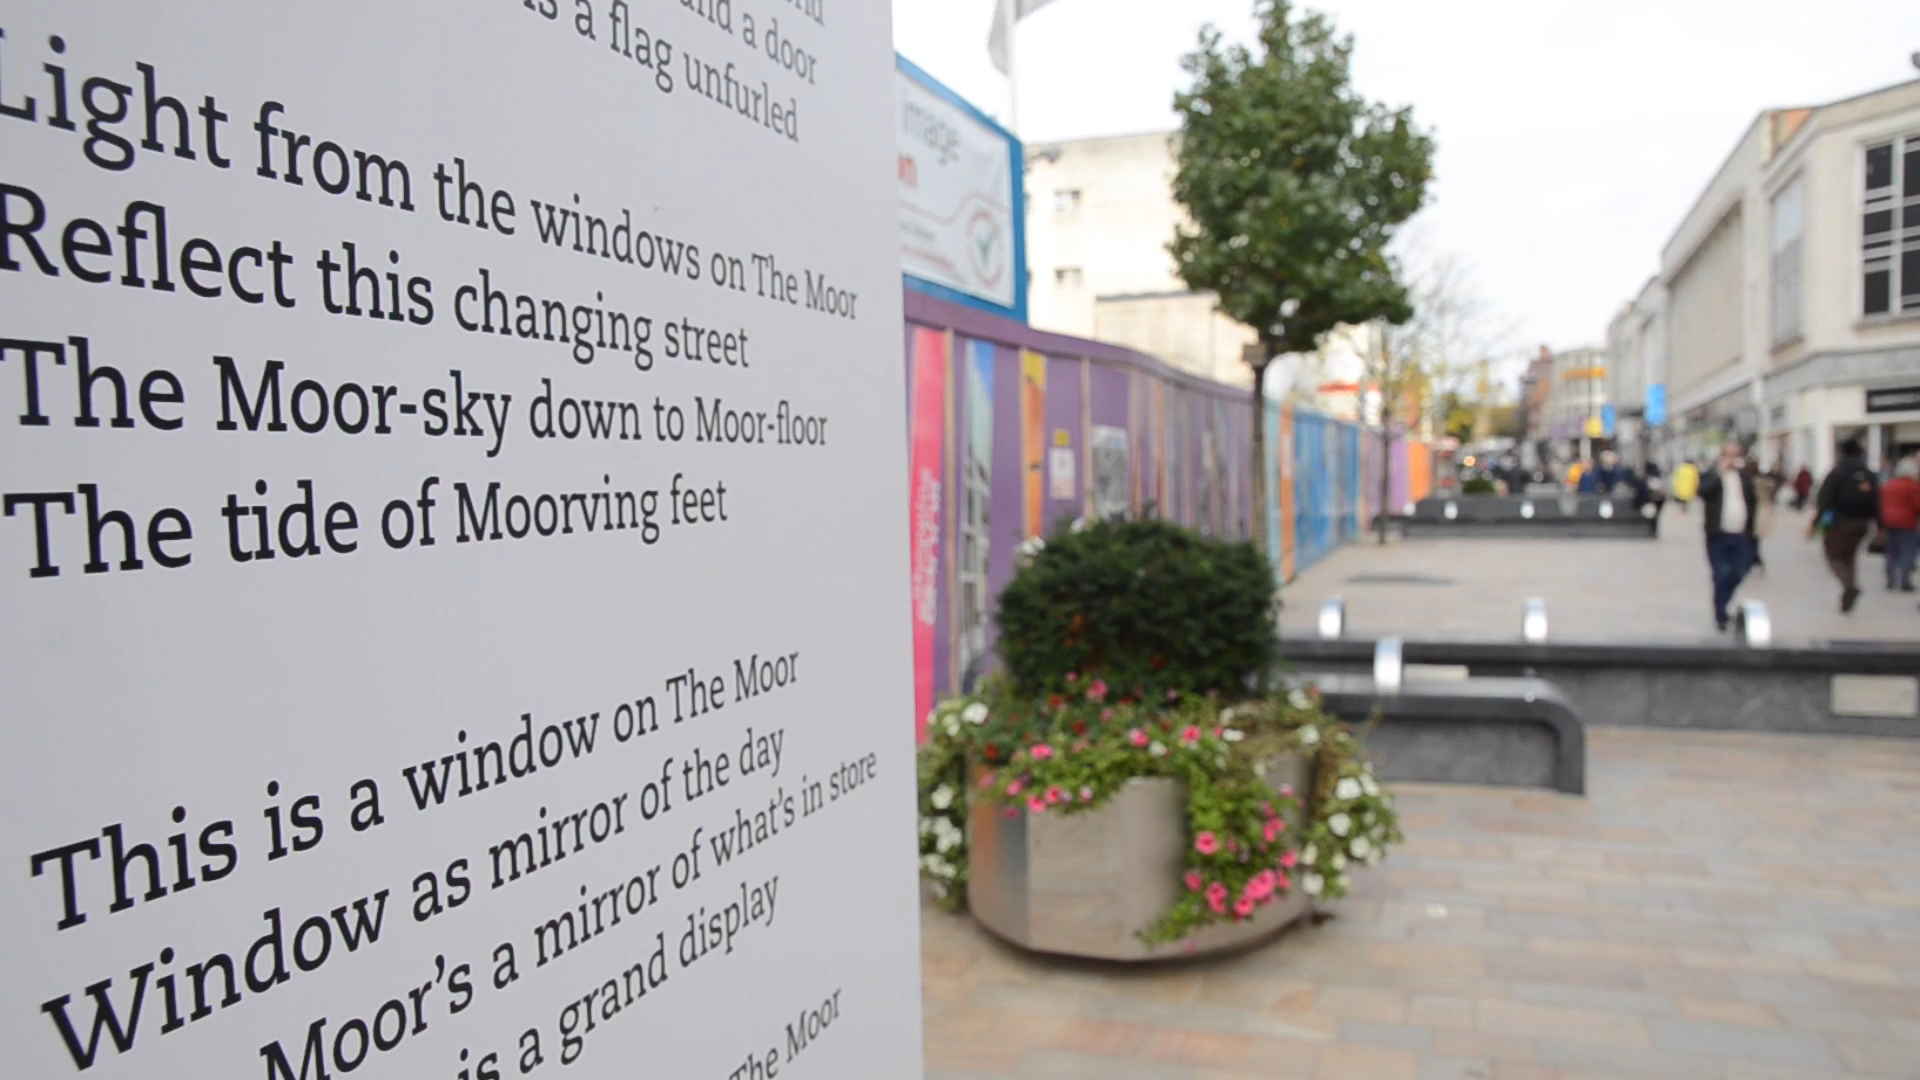 a door
is a flag unfurled
Light from the windows on The Moor
Reflect this changing street
The Moor-sky down to Moor-floor
The tide of Moorving feet
This is a window on The Moor
Window as mirror of the day
Moor's a mirror of what's in store
is a grand display
The Moor
image